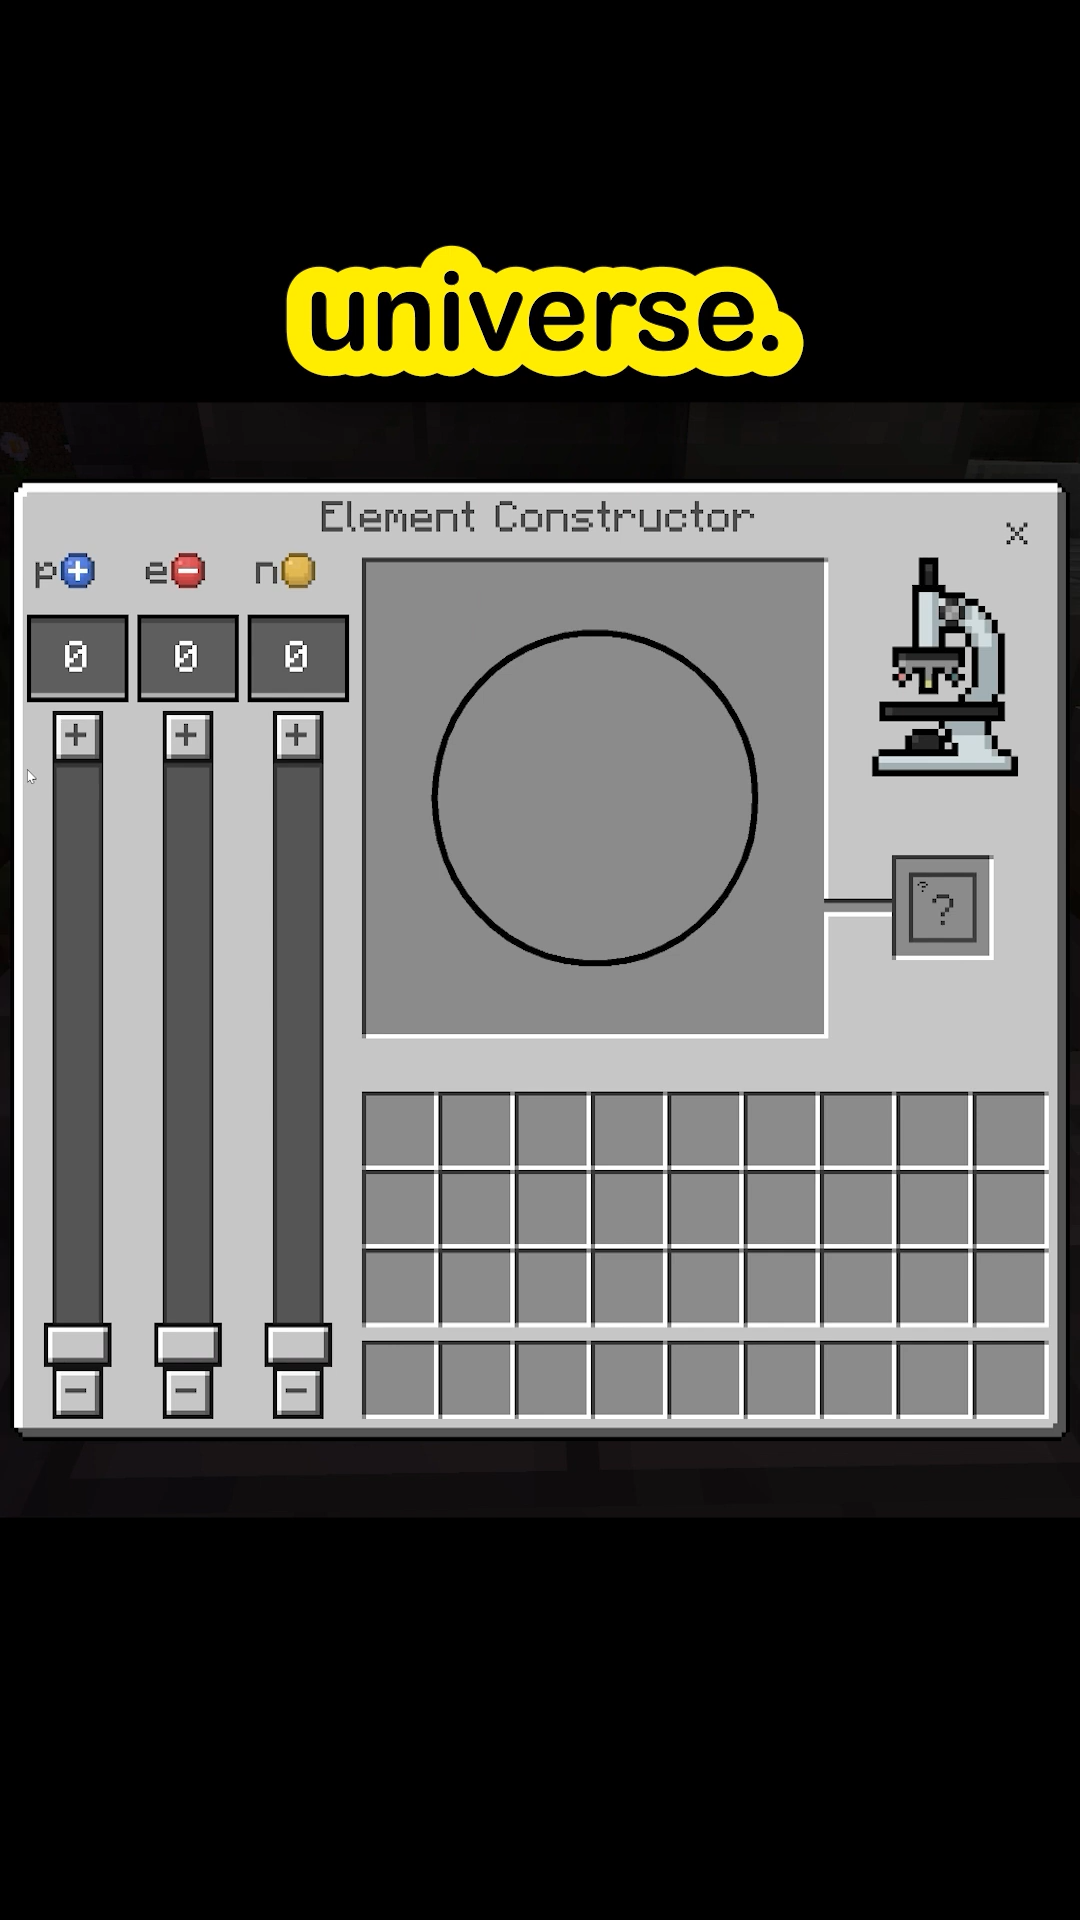 universe.
Element Constructor
x
p+ e- n
0 0 0
+ + +
? ?
- - -